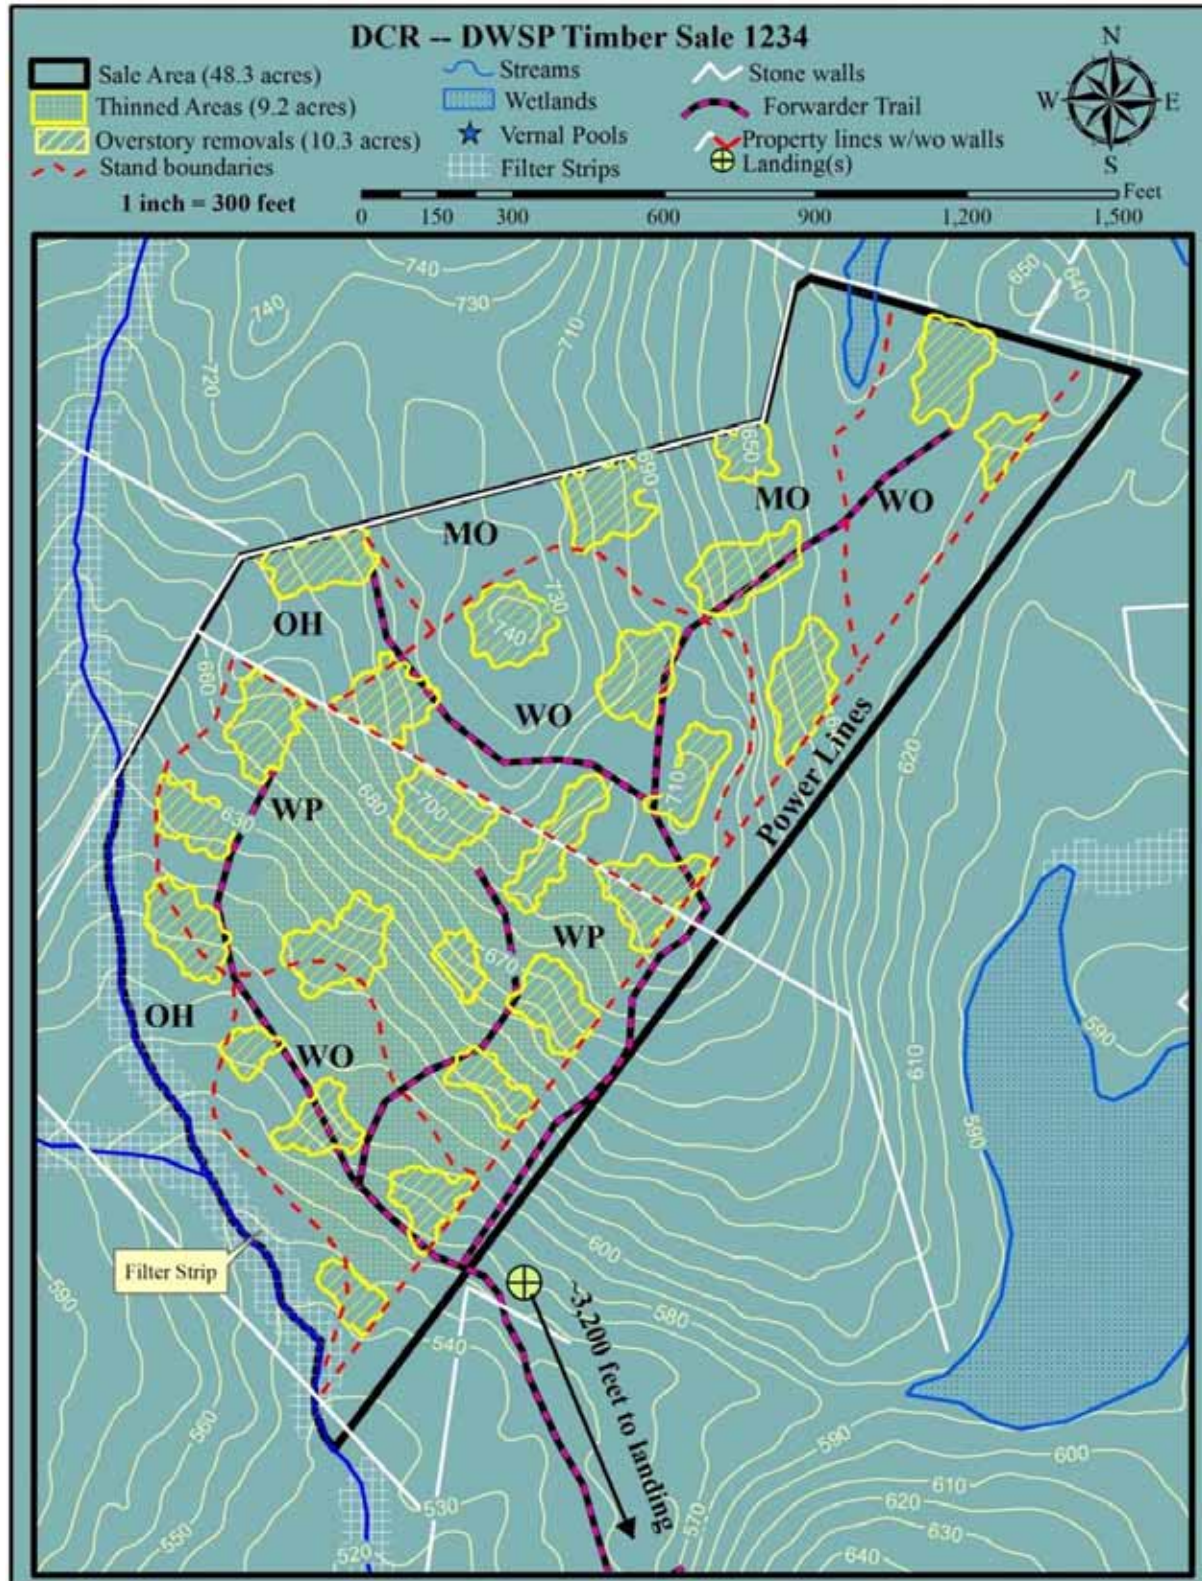 DCR -- DWSP Timber Sale 1234
Sale Area (48.3 acres)
Thinned Areas (9.2 acres)
Overstory removals (10.3 acres)
Stand boundaries
Streams
Wetlands
Vernal Pools
Filter Strips
Stone walls
Forwarder Trail
Property lines w/wo walls
Landing(s)
N
W
E
S
1 inch = 300 feet
Feet
0 150 300 600 900 1,200 1,500
740
730
740
720
710
650
640
690
650
MO
MO
WO
OH
730
740
660
WO
710
620
Power Lines
WP
630
680
700
WP
670
OH
WO
610
590
590
Filter Strip
590
600
580
540
~3,200 feet to landing
560
550
530
520
570
590
600
610
620
630
640